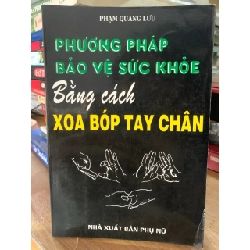 PHẠM QUANG LƯU
PHƯƠNG PHÁP
BẢO VỆ SỨC KHỎE
Bằng cách
XOA BÓP TAY CHÂN
NHÀ XUẤT BẢN PHỤ NỮ